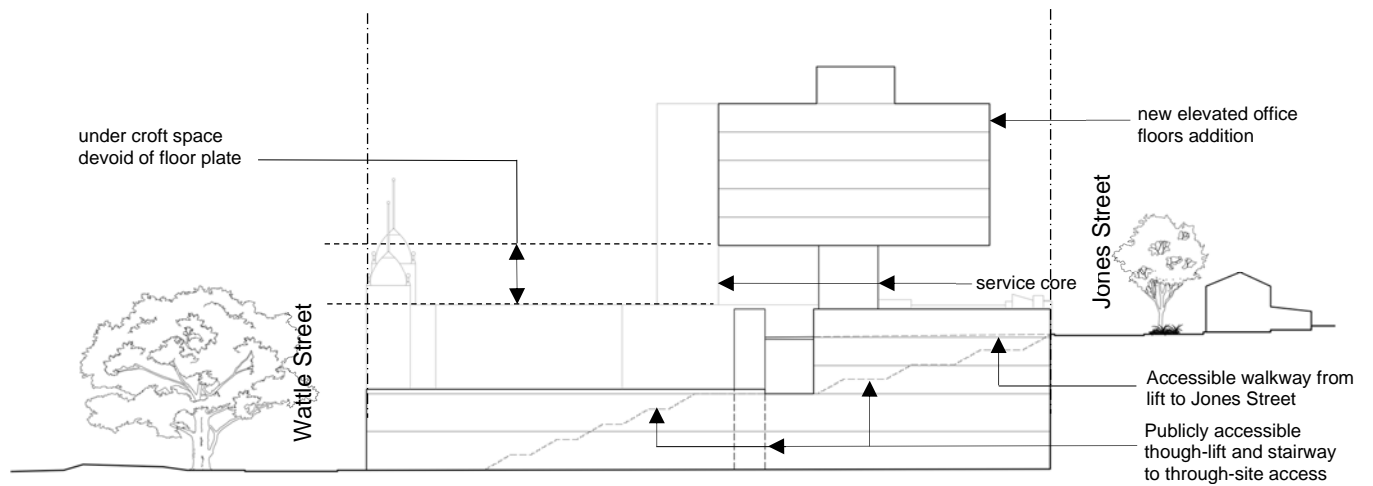 under croft space
devoid of floor plate
new elevated office
floors addition
service core
Wattle Street
Jones Street
Accessible walkway from
lift to Jones Street
Publicly accessible
though-lift and stairway
to through-site access